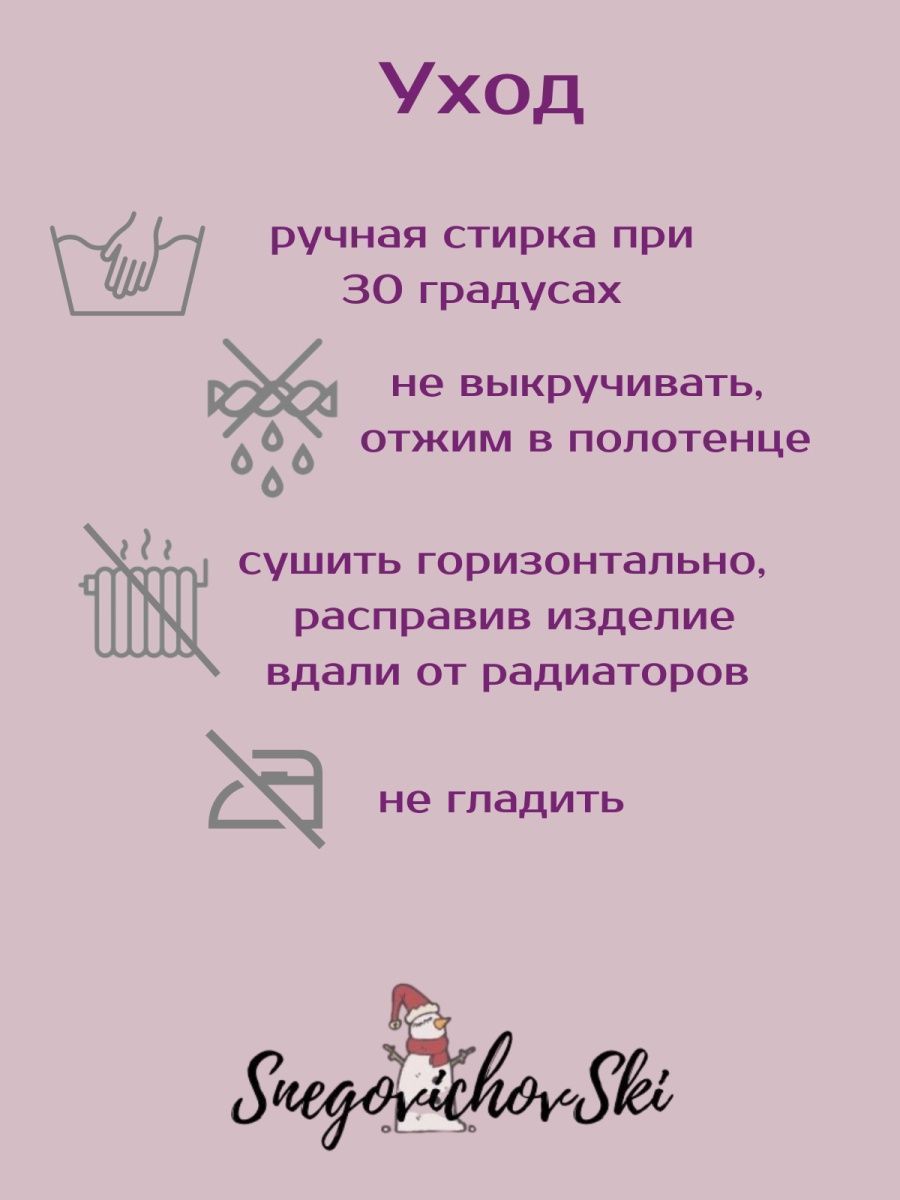 Уход
ручная стирка при
30 градусах
не выкручивать,
отжим в полотенце
сушить горизонтально,
расправив изделие
вдали от радиаторов
не гладить
SnegovichovSki